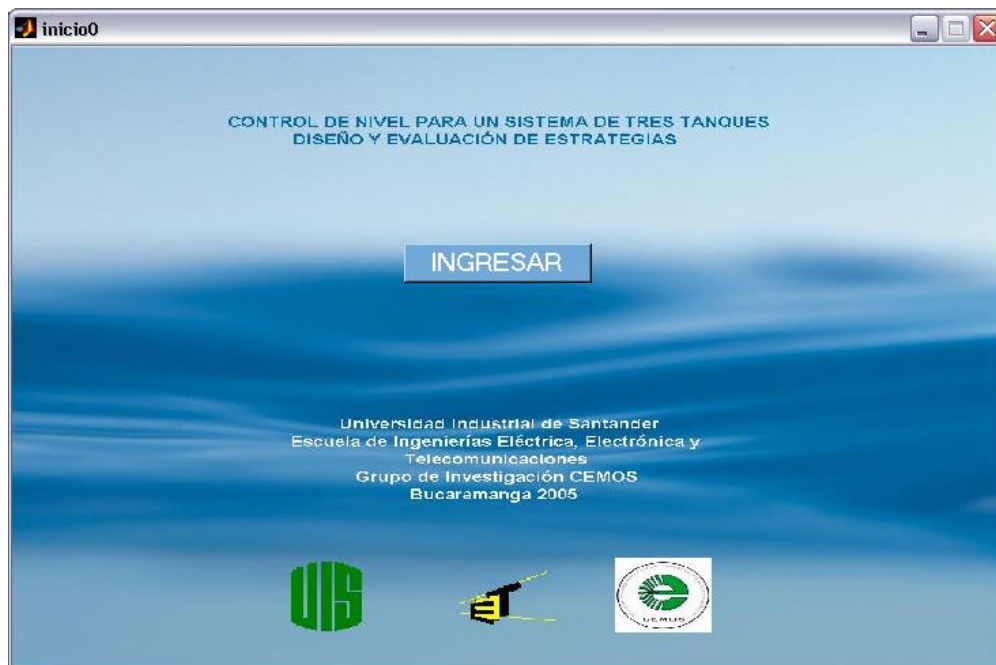 inicio0
CONTROL DE NIVEL PARA UN SISTEMA DE TRES TANQUES
DISEÑO Y EVALUACIÓN DE ESTRATEGIAS
INGRESAR
Universidad Industrial de Santander
Escuela de Ingenierías Eléctrica, Electrónica y
Telecomunicaciones
Grupo de Investigación CEMOS
Bucaramanga 2005
UIS
ET
CEMOS